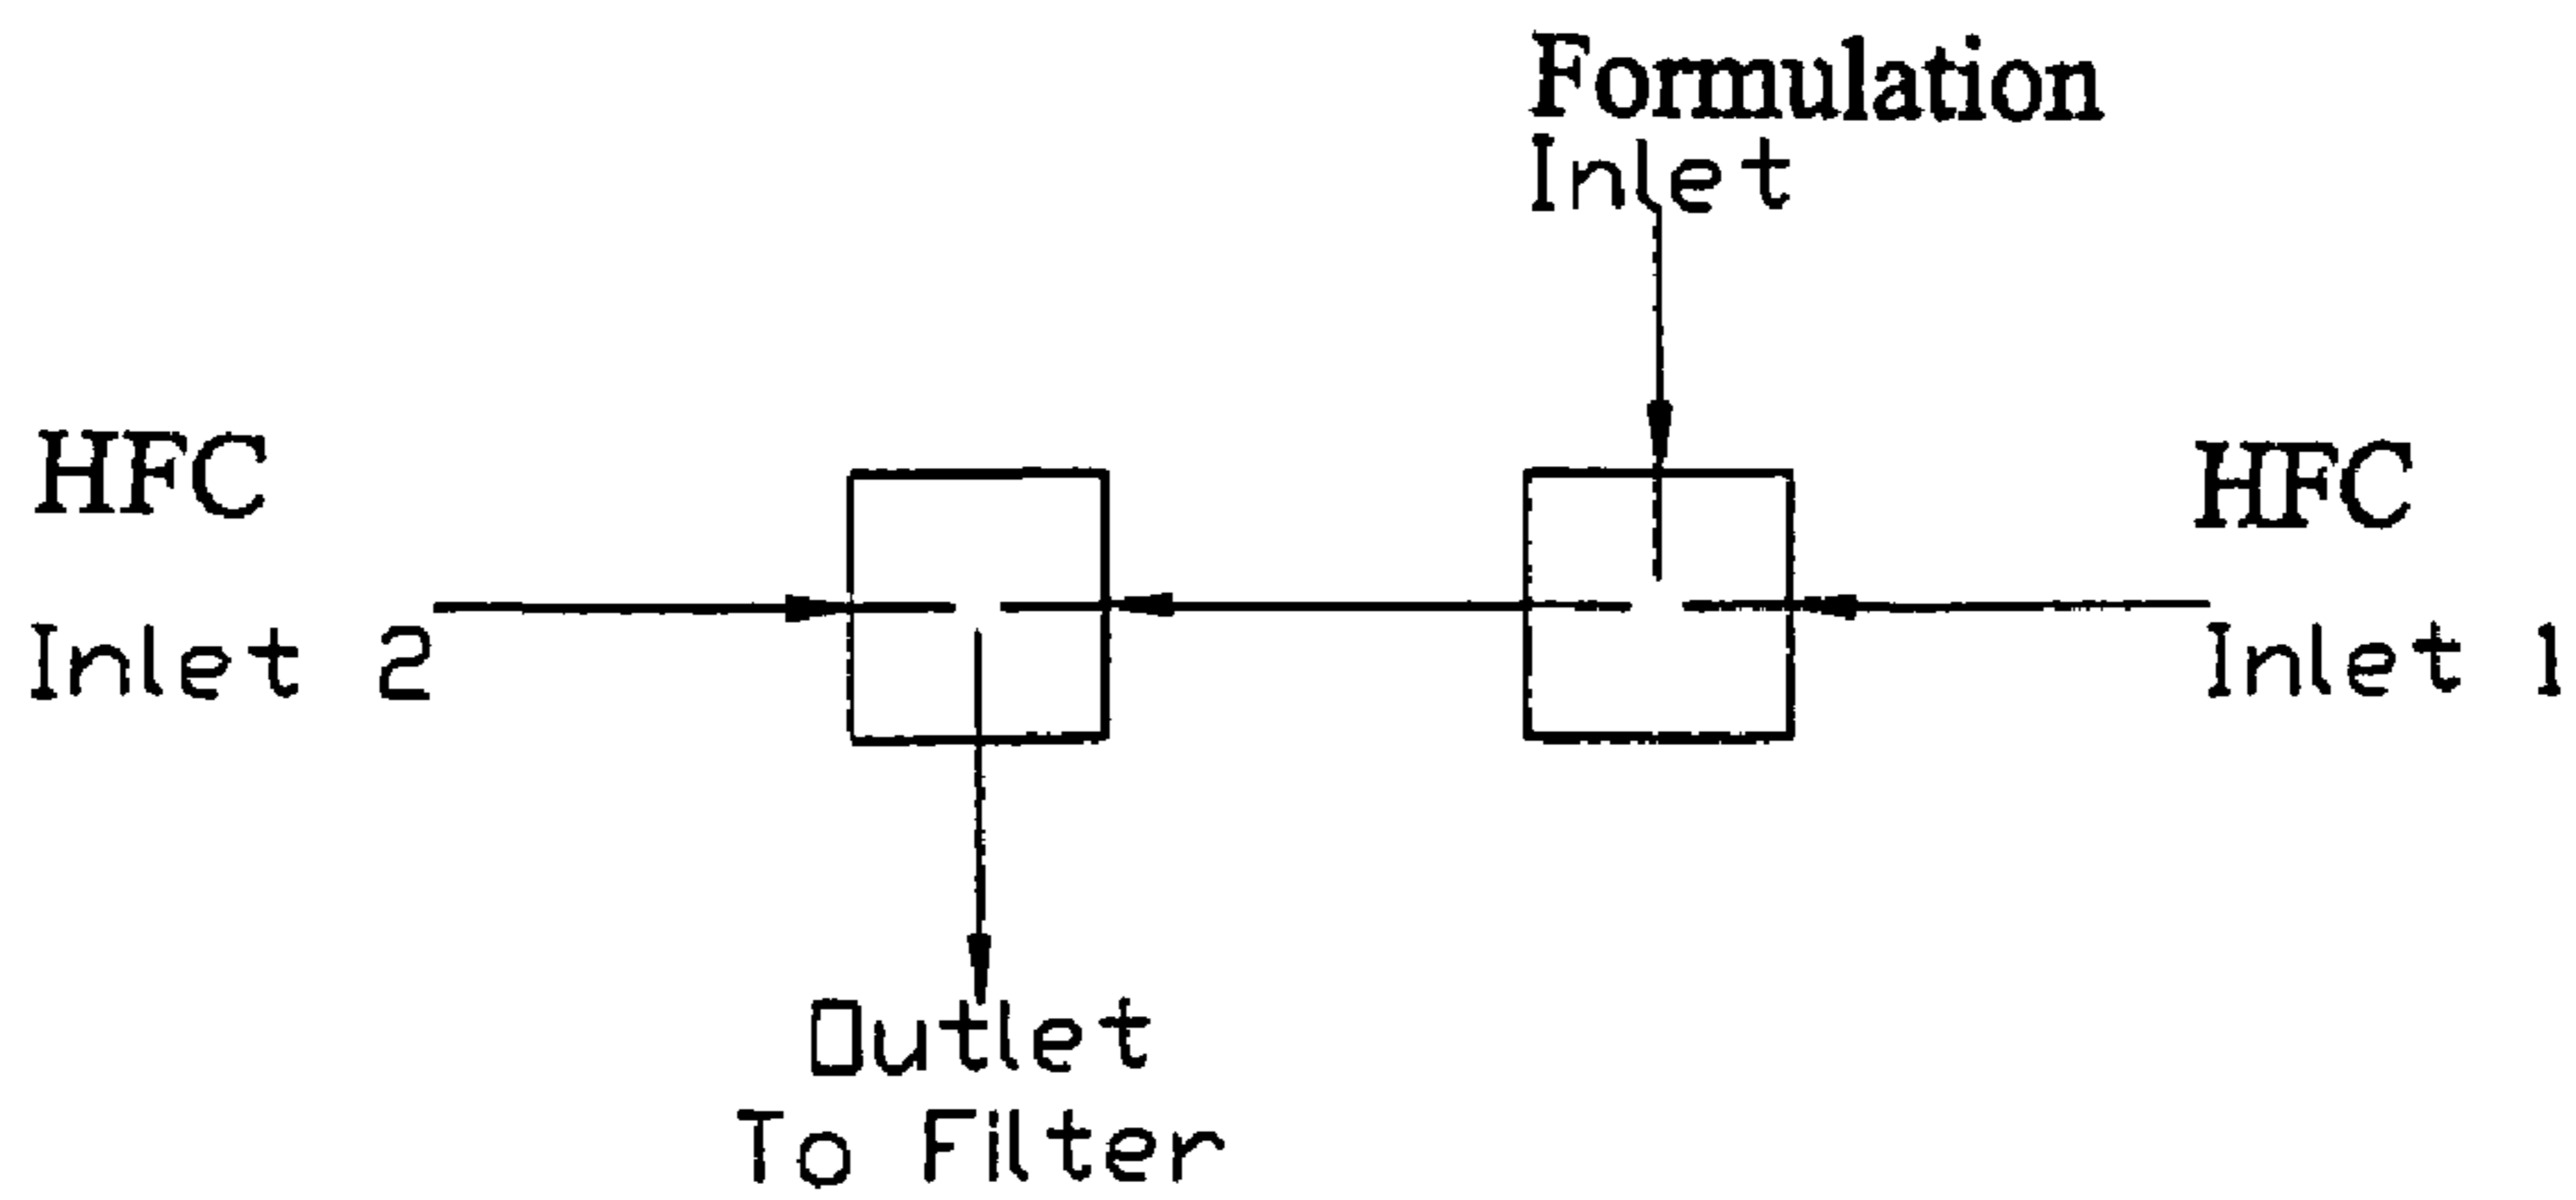 Formulation
Inlet
HFC
Inlet 2
HFC
Inlet 1
Outlet
To Filter